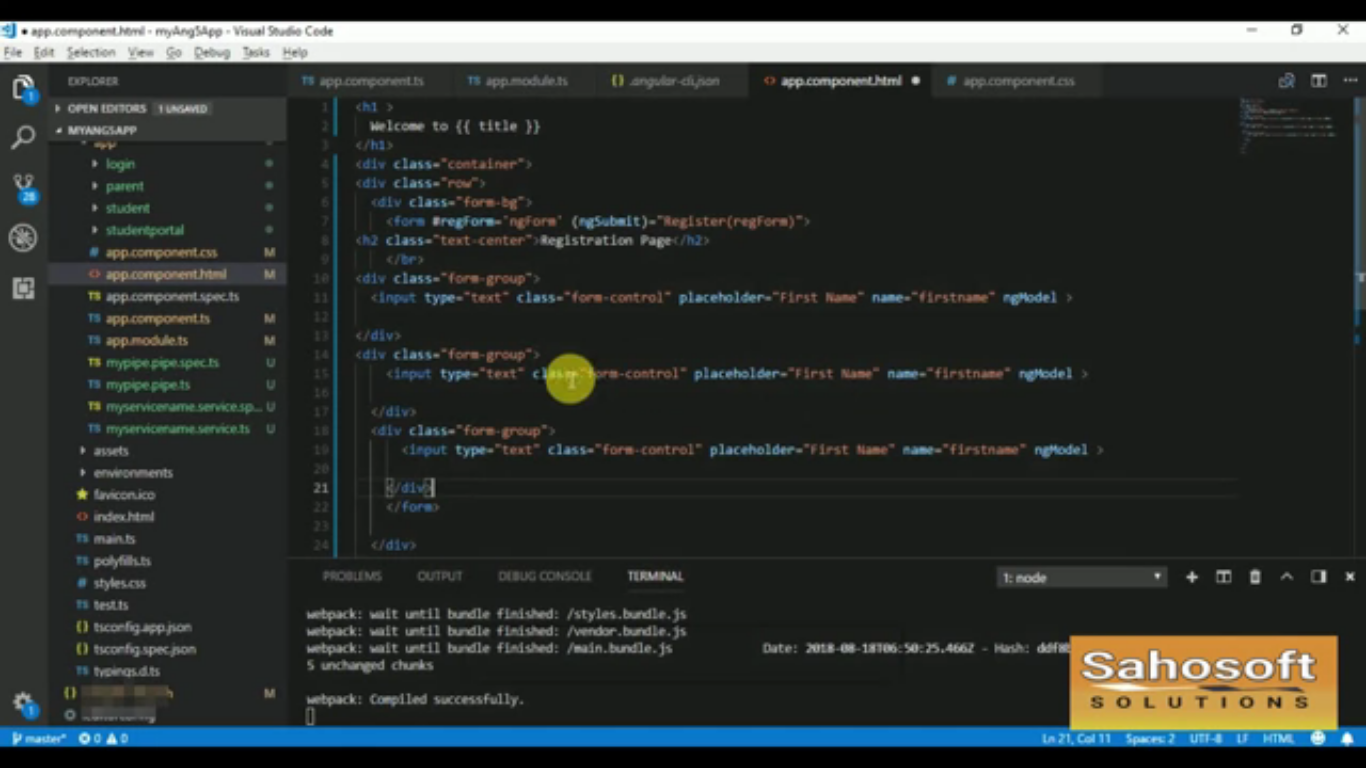 app.component.html - myAng5App - Visual Studio Code
File Edit Selection View Go Debug Tasks Help
EXPLORER
OPEN EDITORS 1 UNSAVED
MYANG5APP
app
login
parent
student
studentportal
app.component.css M
app.component.html M
app.component.spec.ts
app.component.ts M
app.module.ts M
mypipe.pipe.spec.ts U
mypipe.pipe.ts U
myservicename.service.sp... U
myservicename.service.ts U
assets
environments
favicon.ico
index.html
main.ts
polyfills.ts
styles.css
test.ts
tsconfig.app.json
tsconfig.spec.json
typings.d.ts
M
1
28
1
TS app.component.ts TS app.module.ts {} .angular-cli.json <> app.component.html # app.component.css
1 <h1 >
2 Welcome to {{ title }}
3 </h1>
4 <div class="container">
5 <div class="row">
6 <div class="form-bg">
7 <form #regForm='ngForm' (ngSubmit)="Register(regForm)">
8 <h2 class="text-center">Registration Page</h2>
9 </br>
10 <div class="form-group">
11 <input type="text" class="form-control" placeholder="First Name" name="firstname" ngModel >
12
13 </div>
14 <div class="form-group">
15 <input type="text" class="form-control" placeholder="First Name" name="firstname" ngModel >
16
17 </div>
18 <div class="form-group">
19 <input type="text" class="form-control" placeholder="First Name" name="firstname" ngModel >
20
21 </div>
22 </form>
23
24 </div>
PROBLEMS OUTPUT DEBUG CONSOLE TERMINAL 1: node
webpack: wait until bundle finished: /styles.bundle.js
webpack: wait until bundle finished: /vendor.bundle.js
webpack: wait until bundle finished: /main.bundle.js Date: 2018-08-18T06:50:25.466Z - Hash:
5 unchanged chunks
webpack: Compiled successfully.
Sahosoft
SOLUTIONS
master* 0 0 Ln 21, Col 11 Spaces: 2 UTF-8 LF HTML